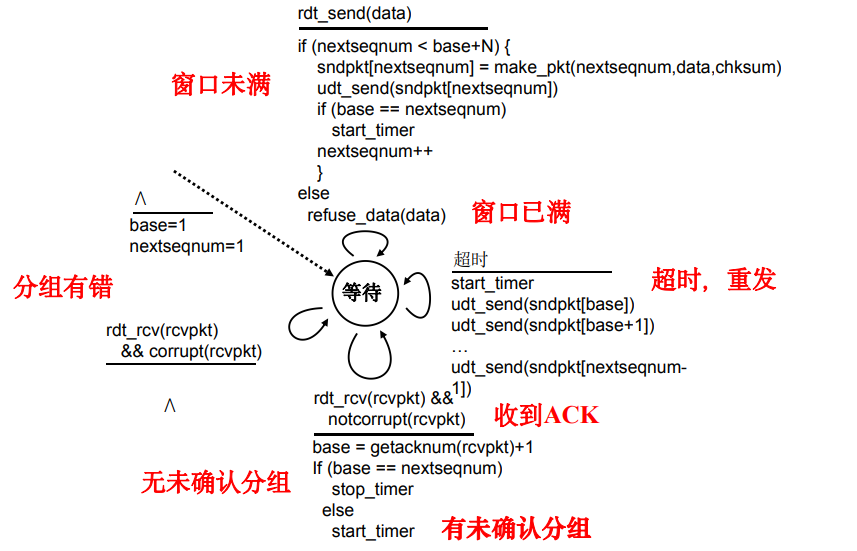 rdt_send(data)
if (nextseqnum < base+N) {
sndpkt[nextseqnum] = make_pkt(nextseqnum,data,chksum)
udt_send(sndpkt[nextseqnum])
if (base == nextseqnum)
start_timer
nextseqnum++
}
else
refuse_data(data)
窗口未满
窗口已满
Λ
base=1
nextseqnum=1
等待
超时
start_timer
udt_send(sndpkt[base])
udt_send(sndpkt[base+1])
…
udt_send(sndpkt[nextseqnum-
1])
超时，重发
分组有错
rdt_rcv(rcvpkt)
&& corrupt(rcvpkt)
Λ
rdt_rcv(rcvpkt) &&
notcorrupt(rcvpkt)
收到ACK
base = getacknum(rcvpkt)+1
If (base == nextseqnum)
stop_timer
else
start_timer
无未确认分组
有未确认分组